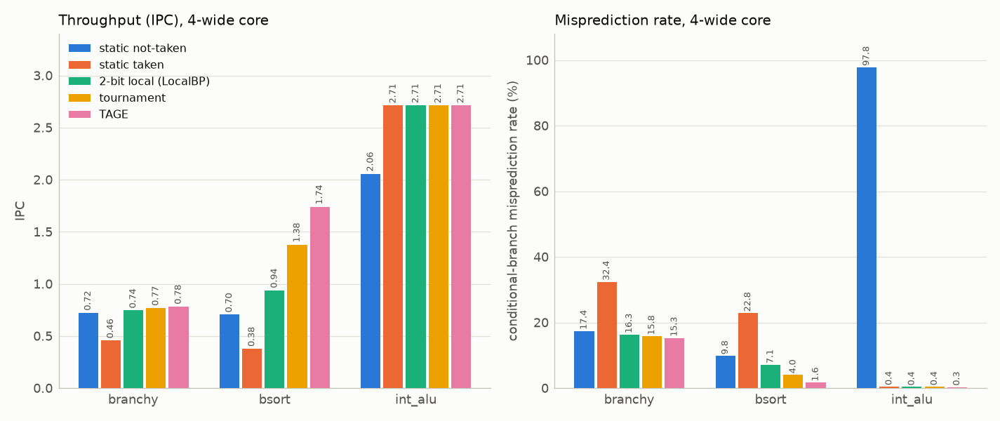 Throughput (IPC), 4-wide core
static not-taken
static taken
2-bit local (LocalBP)
tournament
TAGE
IPC
3.0
2.5
2.0
1.5
1.0
0.5
0.0
0.72
0.46
0.74
0.77
0.78
0.70
0.38
0.94
1.38
1.74
2.06
2.71
2.71
2.71
2.71
branchy
bsort
int_alu
Misprediction rate, 4-wide core
conditional-branch misprediction rate (%)
100
80
60
40
20
0
17.4
32.4
16.3
15.8
15.3
9.8
22.8
7.1
4.0
1.6
97.8
0.4
0.4
0.4
0.3
branchy
bsort
int_alu